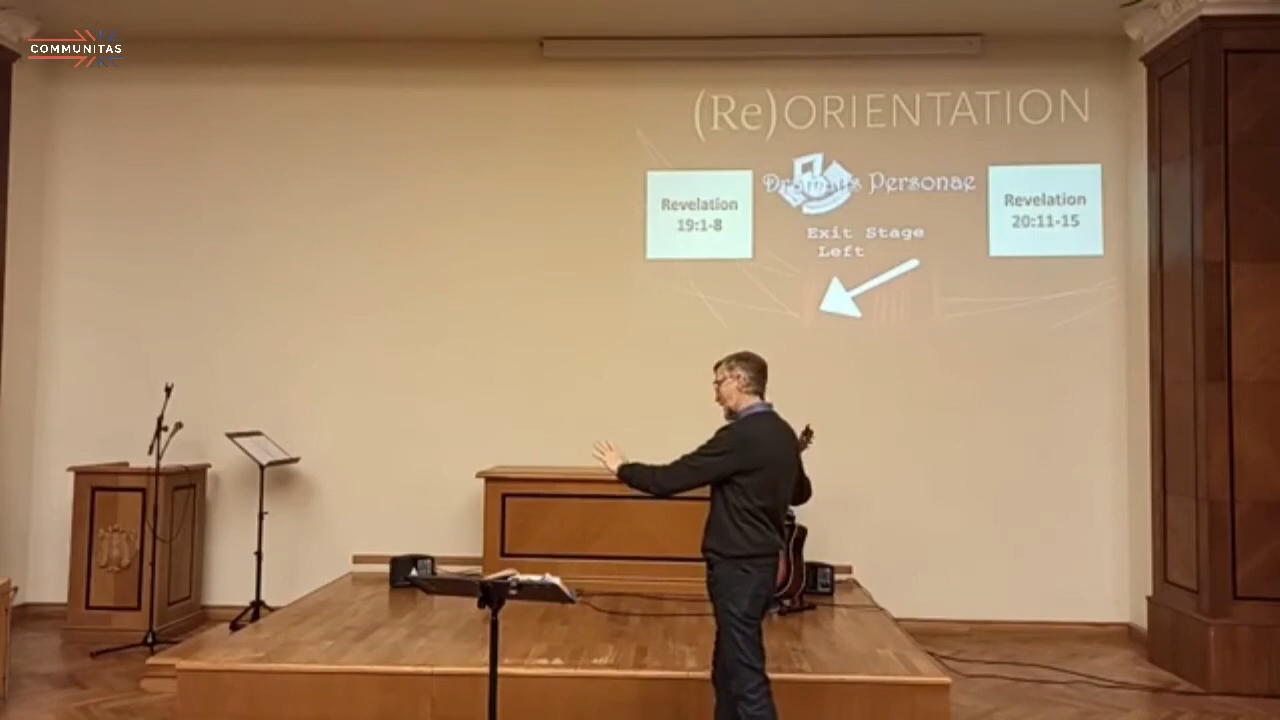 COMMUNITAS
(Re)ORIENTATION
Dramatis Personae
Revelation
19:1-8
Revelation
20:11-15
Exit Stage
Left